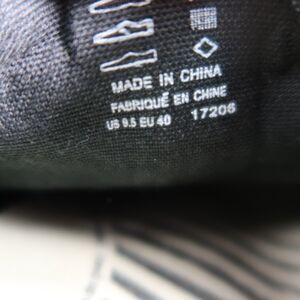 MADE IN CHINA
FABRIQUÉ EN CHINE
US 9.5 EU 40 17206